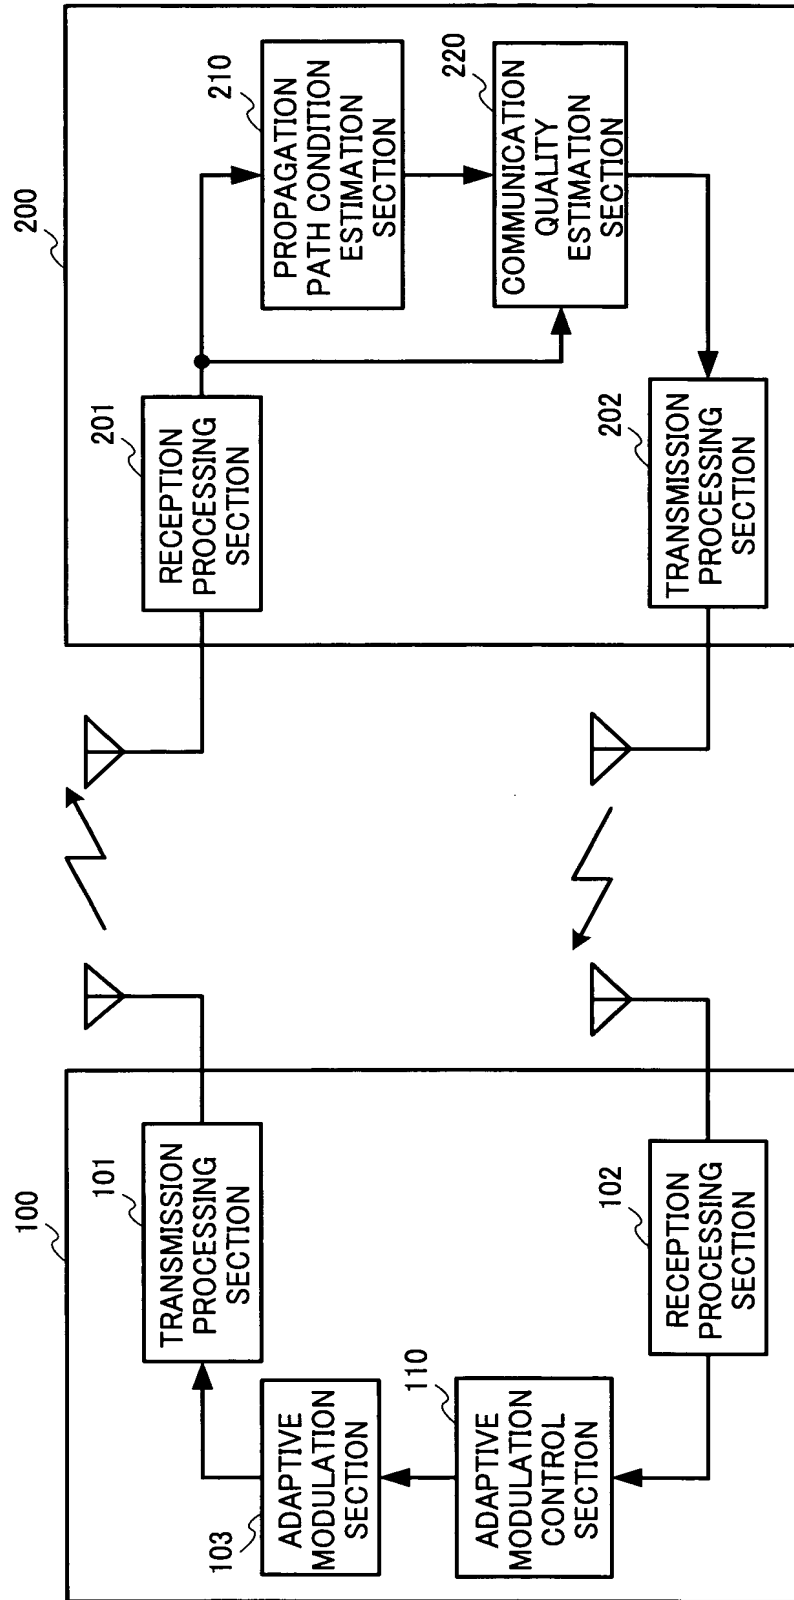 100
TRANSMISSION
PROCESSING
SECTION
101
ADAPTIVE
MODULATION
SECTION
103
ADAPTIVE
MODULATION
CONTROL
SECTION
110
RECEPTION
PROCESSING
SECTION
102
200
RECEPTION
PROCESSING
SECTION
201
PROPAGATION
PATH CONDITION
ESTIMATION
SECTION
210
COMMUNICATION
QUALITY
ESTIMATION
SECTION
220
TRANSMISSION
PROCESSING
SECTION
202